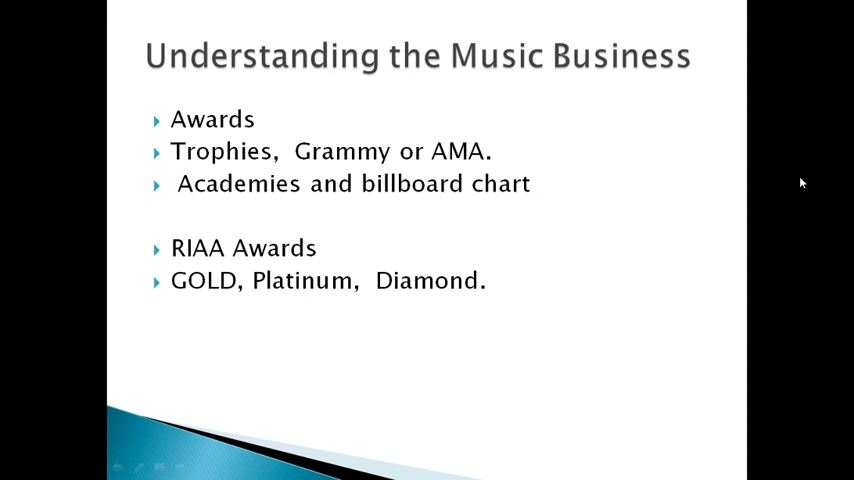 Understanding the Music Business
Awards
Trophies, Grammy or AMA.
Academies and billboard chart
RIAA Awards
GOLD, Platinum, Diamond.